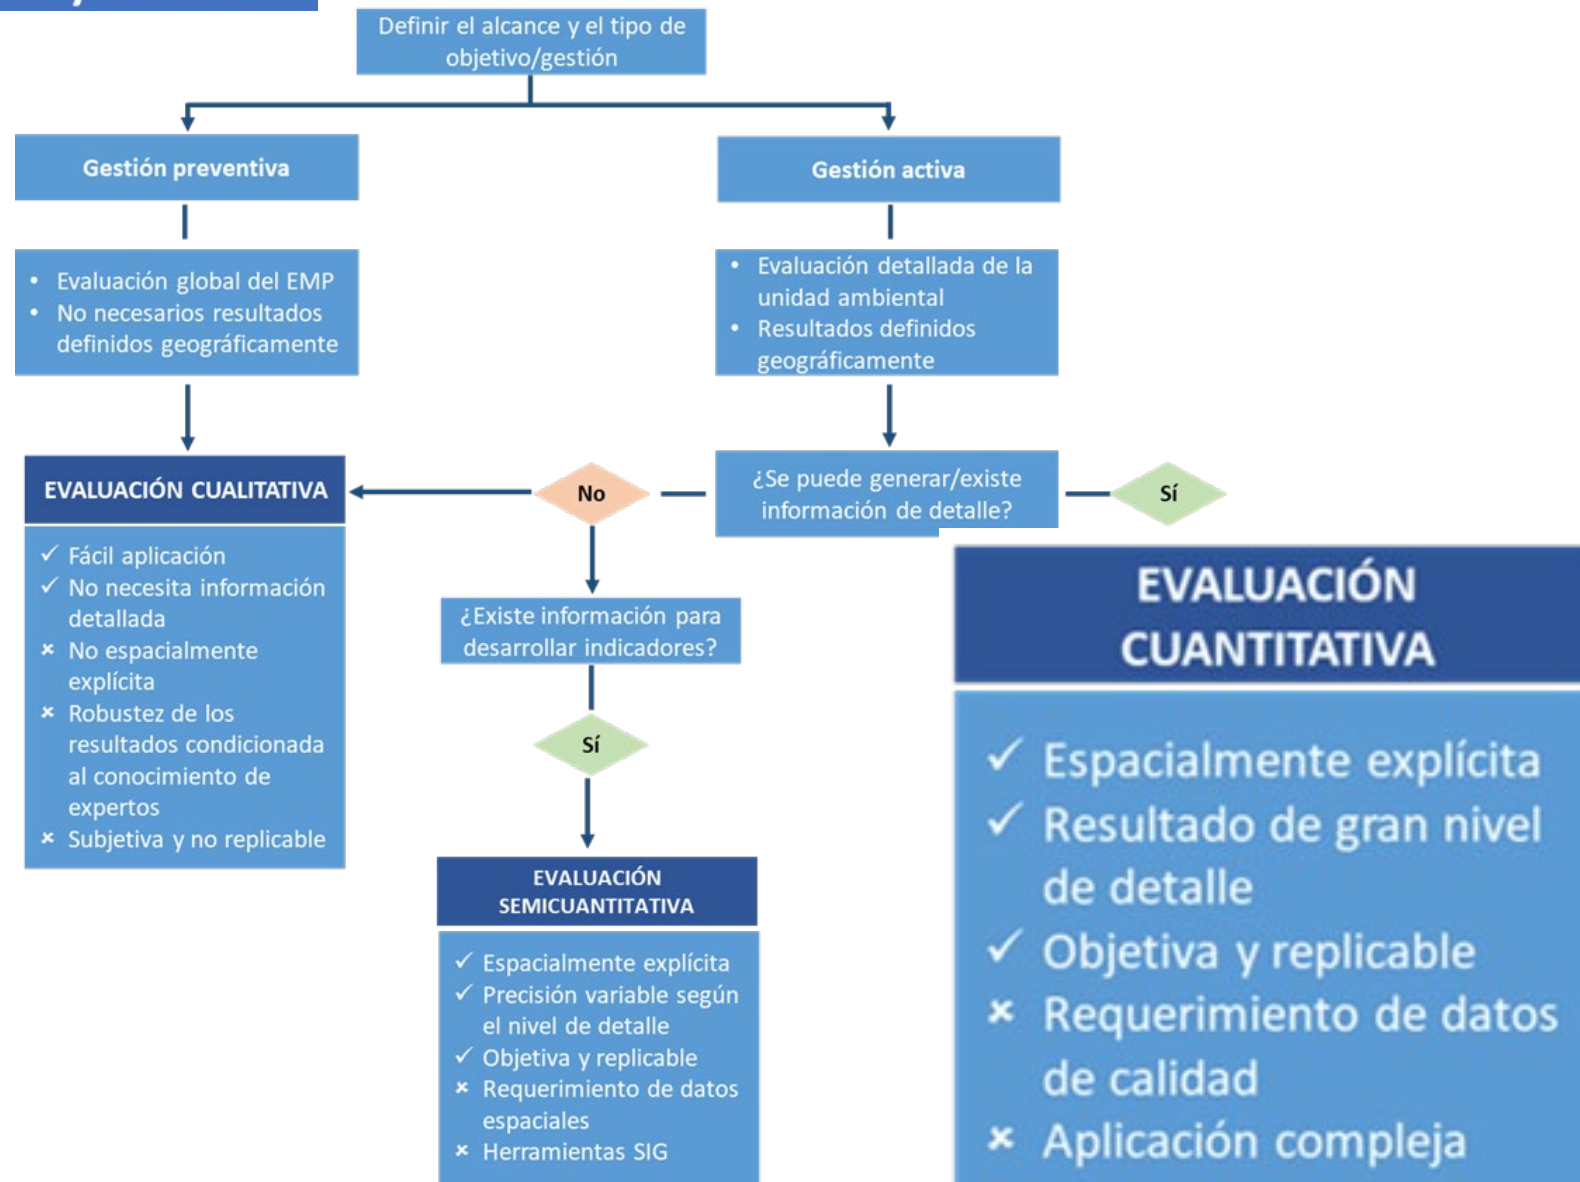 Definir el alcance y el tipo de
objetivo/gestión
Gestión preventiva
Gestión activa
• Evaluación global del EMP
• No necesarios resultados
definidos geográficamente
• Evaluación detallada de la
unidad ambiental
• Resultados definidos
geográficamente
EVALUACIÓN CUALITATIVA
No
¿Se puede generar/existe
información de detalle?
Sí
✓ Fácil aplicación
✓ No necesita información
detallada
× No espacialmente
explícita
× Robustez de los
resultados condicionada
al conocimiento de
expertos
× Subjetiva y no replicable
¿Existe información para
desarrollar indicadores?
Sí
EVALUACIÓN
SEMICUANTITATIVA
✓ Espacialmente explícita
✓ Precisión variable según
el nivel de detalle
✓ Objetiva y replicable
× Requerimiento de datos
espaciales
× Herramientas SIG
EVALUACIÓN
CUANTITATIVA
✓ Espacialmente explícita
✓ Resultado de gran nivel
de detalle
✓ Objetiva y replicable
× Requerimiento de datos
de calidad
× Aplicación compleja